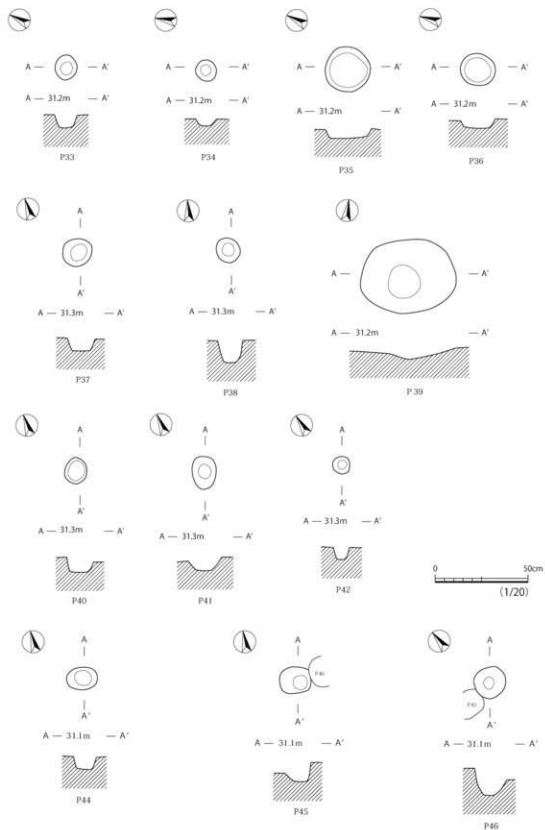 A — — A'
A — 31.2m — A'
P33
A — — A'
A — 31.2m — A'
P34
A — — A'
A — 31.2m — A'
P35
A — — A'
A — 31.2m — A'
P36
A
A'
A — 31.3m — A'
P37
A
A'
A — 31.3m — A'
P38
A — — A'
A — 31.2m — A'
P 39
A
A'
A — 31.3m — A'
P40
A
A'
A — 31.3m — A'
P41
A
A'
A — 31.3m — A'
P42
0 50cm
(1/20)
A
A'
A — 31.1m — A'
P44
A
P46
A'
A — 31.1m — A'
P45
A
P45
A'
A — 31.1m — A'
P46